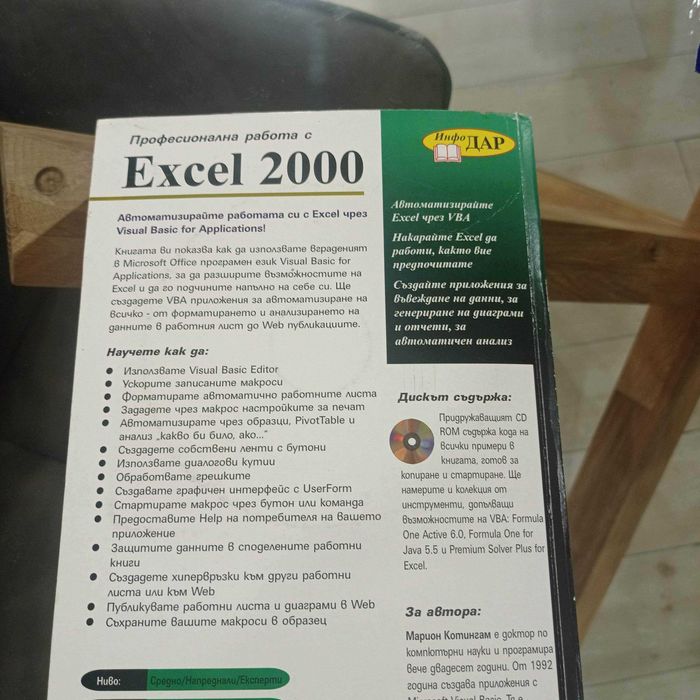 Професионална работа с
Excel 2000
Автоматизирайте работата си с Excel чрез
Visual Basic for Applications!
Книгата ви показва как да използвате вградения
в Microsoft Office програмен език Visual Basic for
Applications, за да разширите възможностите на
Excel и да го подчините напълно на себе си. Ще
създадете VBA приложения за автоматизиране на
всичко - от форматирането и анализирането на
данните в работния лист до Web публикациите.
Научете как да:
● Използвате Visual Basic Editor
● Ускорите записаните макроси
● Форматирате автоматично работните листа
● Зададете чрез макрос настройките за печат
● Автоматизирате чрез образци, PivotTable и
анализ „какво би било, ако...“
● Създадете собствени ленти с бутони
● Използвате диалогови кутии
● Обработвате грешките
● Създавате графичен интерфейс с UserForm
● Стартирате макрос чрез бутон или команда
● Предоставите Help на потребителя на вашето
приложение
● Защитите данните в споделените работни
книги
● Създадете хипервръзки към други работни
листа или към Web
● Публикувате работни листа и диаграми в Web
● Съхраните вашите макроси в образец
Ниво: Средно/Напреднали/Експерти
Инфо ДАР
Автоматизирайте
Excel чрез VBA
Накарайте Excel да
работи, както вие
предпочитате
Създайте приложения за
въвеждане на данни, за
генериране на диаграми
и отчети, за
автоматичен анализ
Дискът съдържа:
Придружаващият CD
ROM съдържа кода на
всички примери в
книгата, готов за
копиране и стартиране. Ще
намерите и колекция от
инструменти, допълващи
възможностите на VBA: Formula
One Active 6.0, Formula One for
Java 5.5 и Premium Solver Plus for
Excel.
За автора:
Марион Котингам е доктор по
компютърни науки и програмира
вече двадесет години. От 1992
година създава приложения с